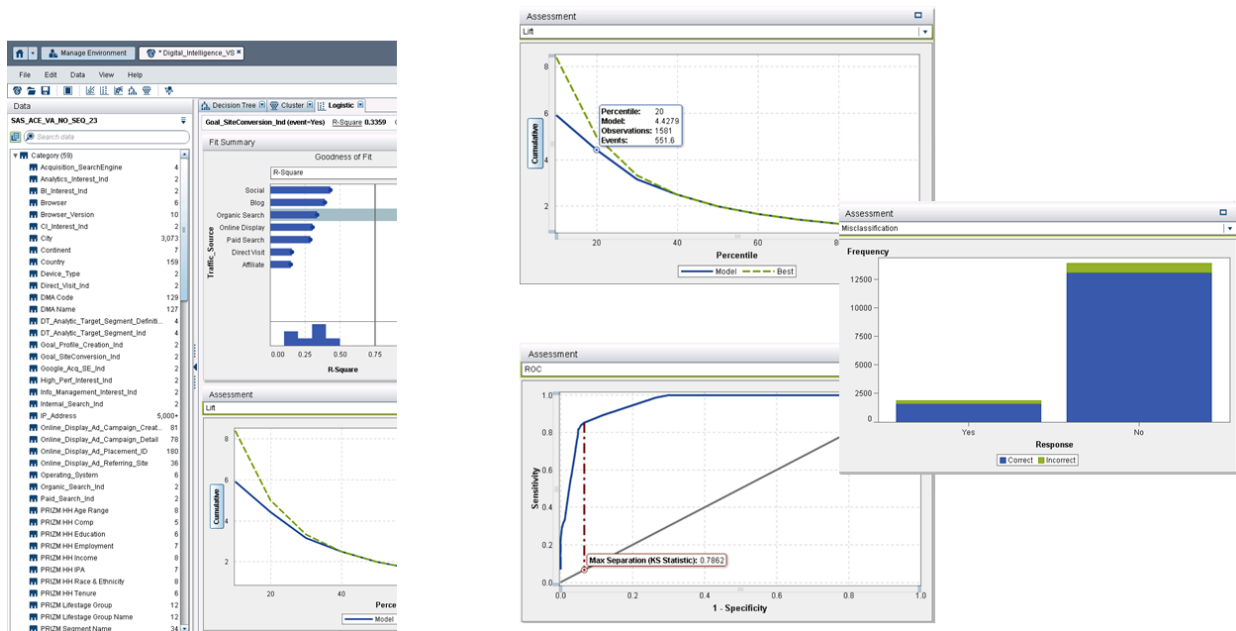 Manage Environment
* Digital_Intelligence_VS
File Edit Data View Help
Data
SAS_ACE_VA_NO_SEQ_23
Search data
Category (59)
Acquisition_SearchEngine 4
Analytics_Interest_Ind 2
BI_Interest_Ind 2
Browser 6
Browser_Version 10
CI_Interest_Ind 2
City 3,073
Continent 7
Country 159
Device_Type 2
Direct_Visit_Ind 2
DMA Code 129
DMA Name 127
DT_Analytic_Target_Segment_Definiti... 4
DT_Analytic_Target_Segment_Ind 4
Goal_Profile_Creation_Ind 2
Goal_SiteConversion_Ind 2
Google_Acq_SE_Ind 2
High_Perf_Interest_Ind 2
Info_Management_Interest_Ind 2
Internal_Search_Ind 2
IP_Address 5,000+
Online_Display_Ad_Campaign_Creat... 81
Online_Display_Ad_Campaign_Detail 78
Online_Display_Ad_Placement_ID 180
Online_Display_Ad_Referring_Site 36
Operating_System 6
Organic_Search_Ind 2
Paid_Search_Ind 2
PRIZM HH Age Range 8
PRIZM HH Comp 5
PRIZM HH Education 6
PRIZM HH Employment 7
PRIZM HH Income 8
PRIZM HH IPA 7
PRIZM HH Race & Ethnicity 8
PRIZM HH Tenure 6
PRIZM Lifestage Group 12
PRIZM Lifestage Group Name 12
PRIZM Segment Name 34
Decision Tree Cluster Logistic
Goal_SiteConversion_Ind (event=Yes) R-Square 0.3359
Fit Summary
Goodness of Fit
R-Square
Traffic_Source
Social
Blog
Organic Search
Online Display
Paid Search
Direct Visit
Affiliate
0.00 0.25 0.50 0.75
R-Square
Assessment
Lift
Cumulative
8
6
4
2
20 40
Perce
Model
Assessment
Lift
Cumulative
8
6
4
2
Percentile: 20
Model: 4.4279
Observations: 1581
Events: 551.6
20 40 60 8
Percentile
Model Best
Assessment
ROC
Sensitivity
1.0
0.8
0.6
0.4
0.2
0.0
Max Separation (KS Statistic): 0.7862
0.0 0.2 0.4 0.6 0.8 1.0
1 - Specificity
Assessment
Misclassification
Frequency
12500
10000
7500
5000
2500
0
Yes No
Response
Correct Incorrect